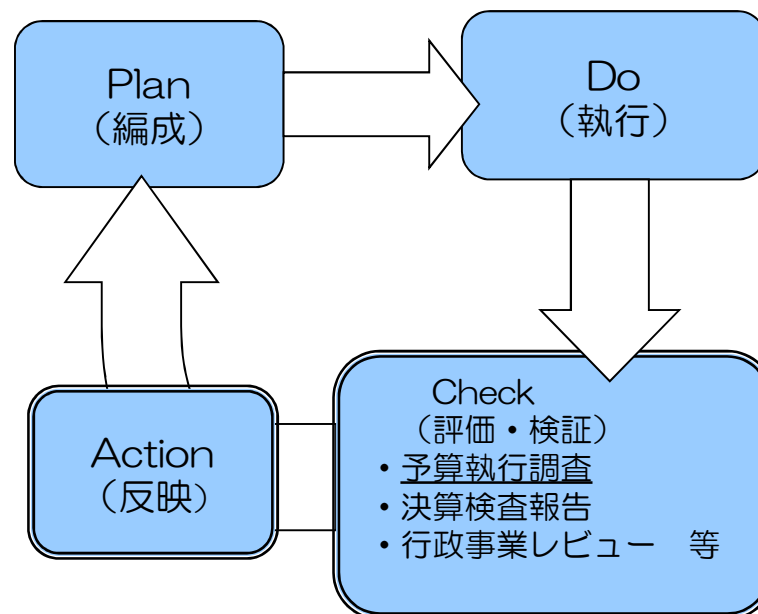 Plan
（編成）
Do
（執行）
Check
（評価・検証）
・予算執行調査
・決算検査報告
・行政事業レビュー　等
Action
（反映）